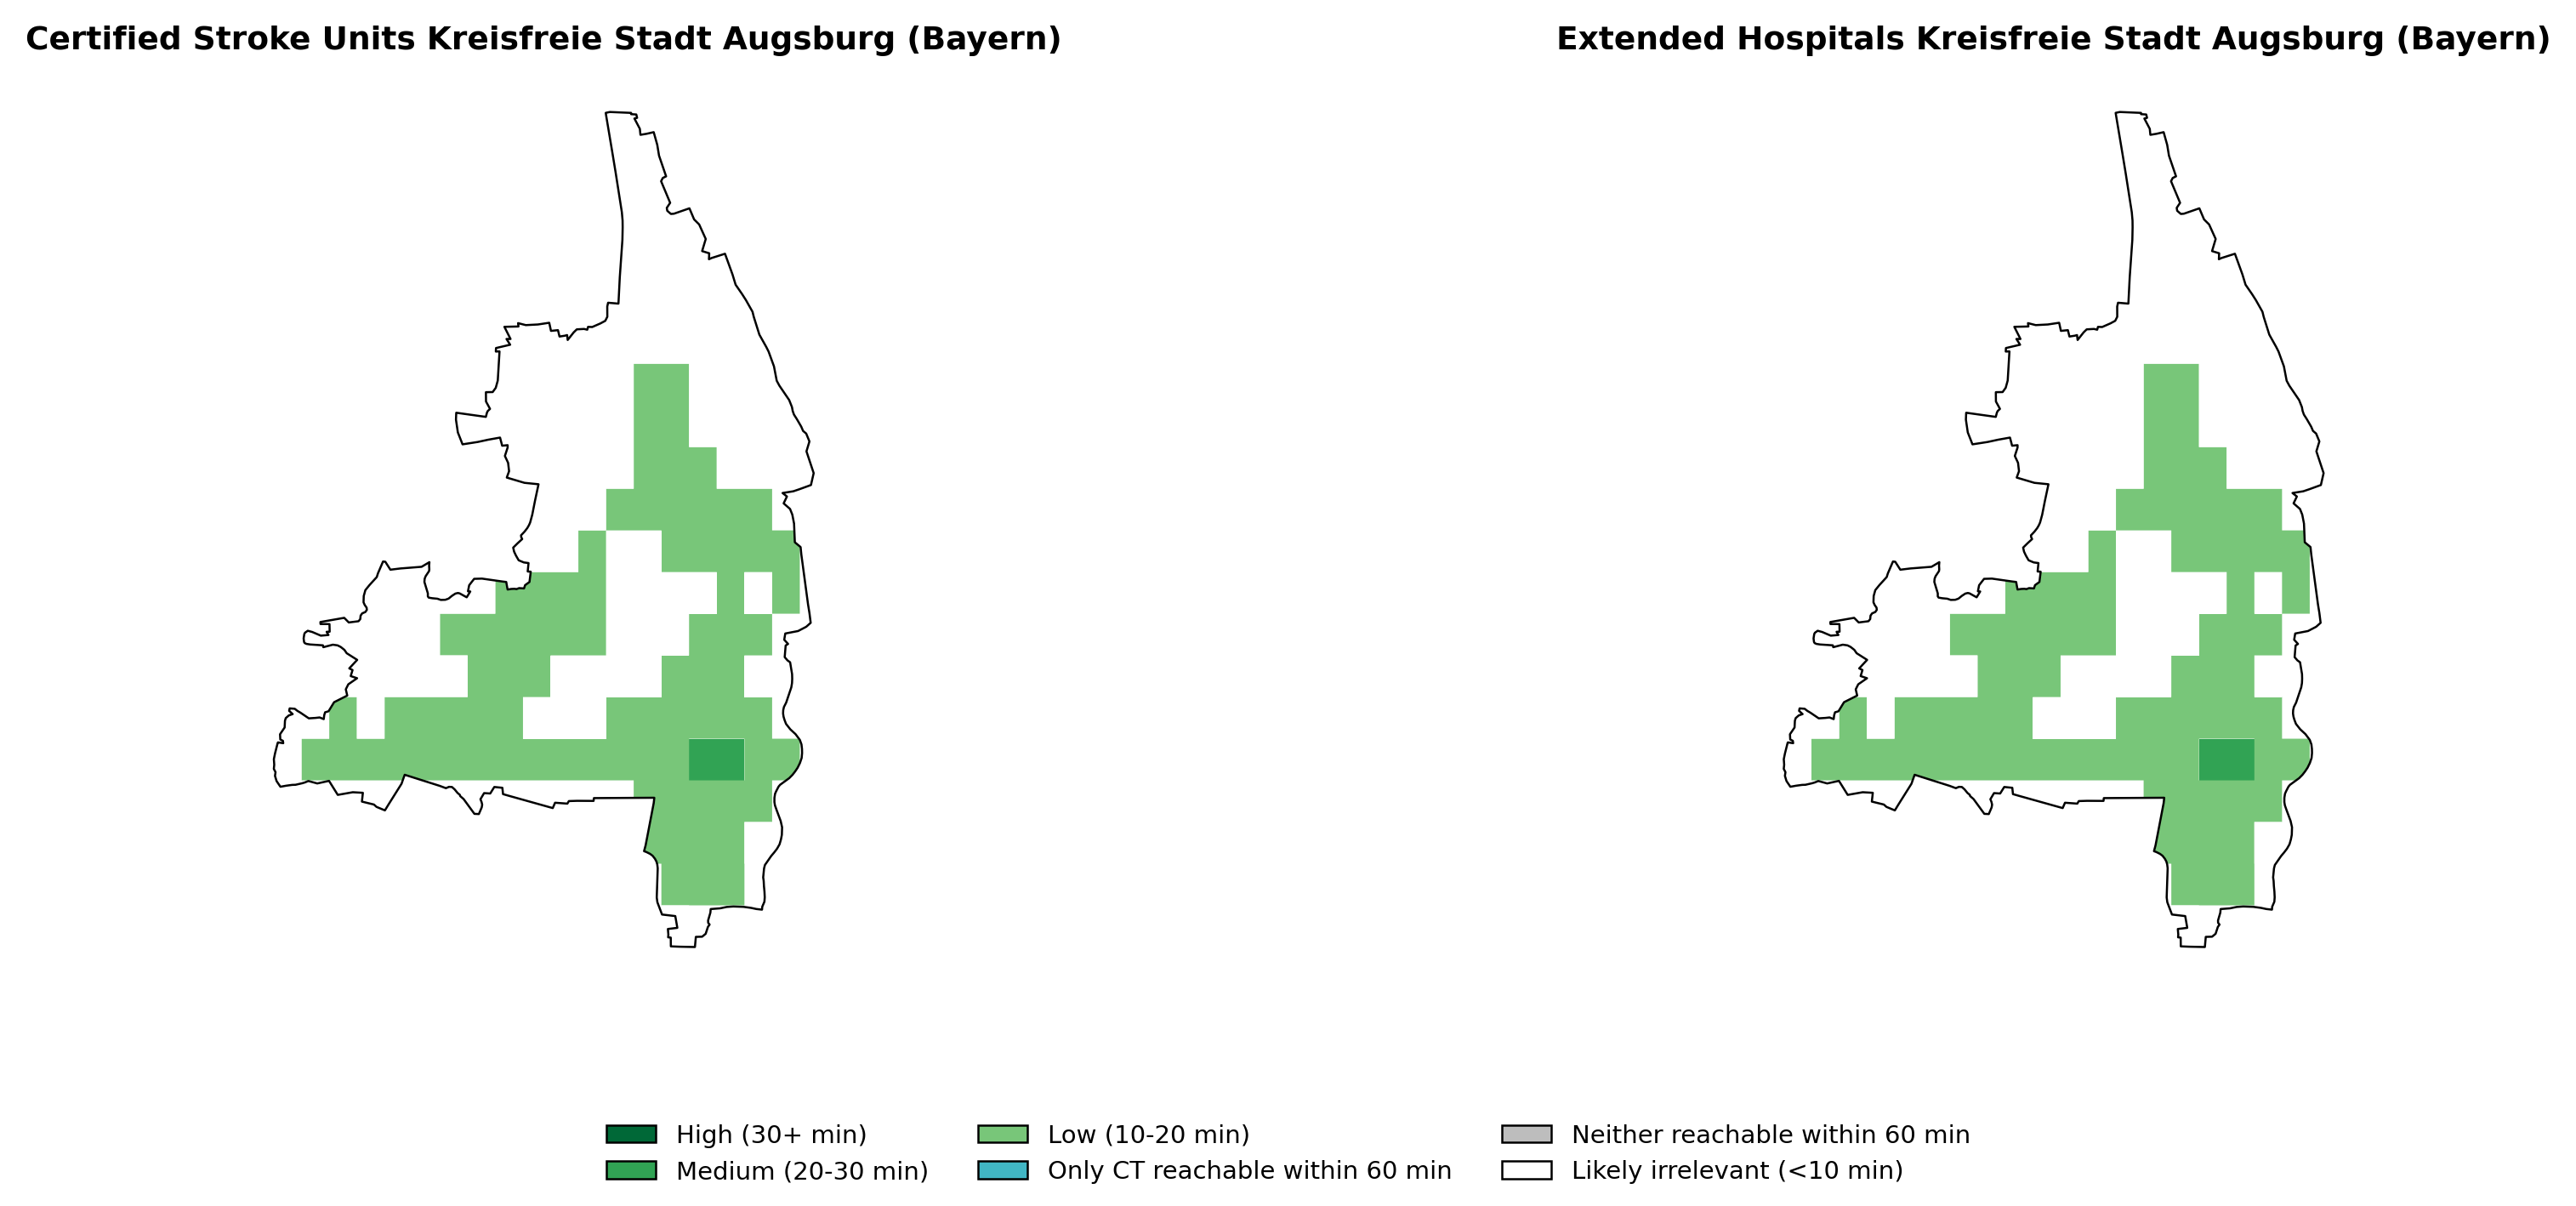 Certified Stroke Units Kreisfreie Stadt Augsburg (Bayern)
Extended Hospitals Kreisfreie Stadt Augsburg (Bayern)
High (30+ min)
Medium (20-30 min)
Low (10-20 min)
Only CT reachable within 60 min
Neither reachable within 60 min
Likely irrelevant (<10 min)